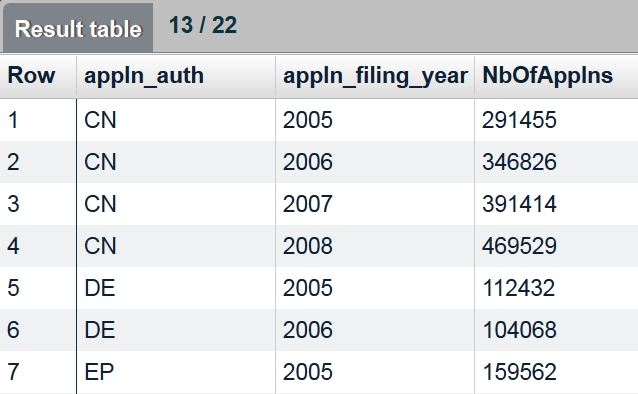 Result table 13 / 22
Row appln_auth appln_filing_year NbOfApplns
1 CN 2005 291455
2 CN 2006 346826
3 CN 2007 391414
4 CN 2008 469529
5 DE 2005 112432
6 DE 2006 104068
7 EP 2005 159562